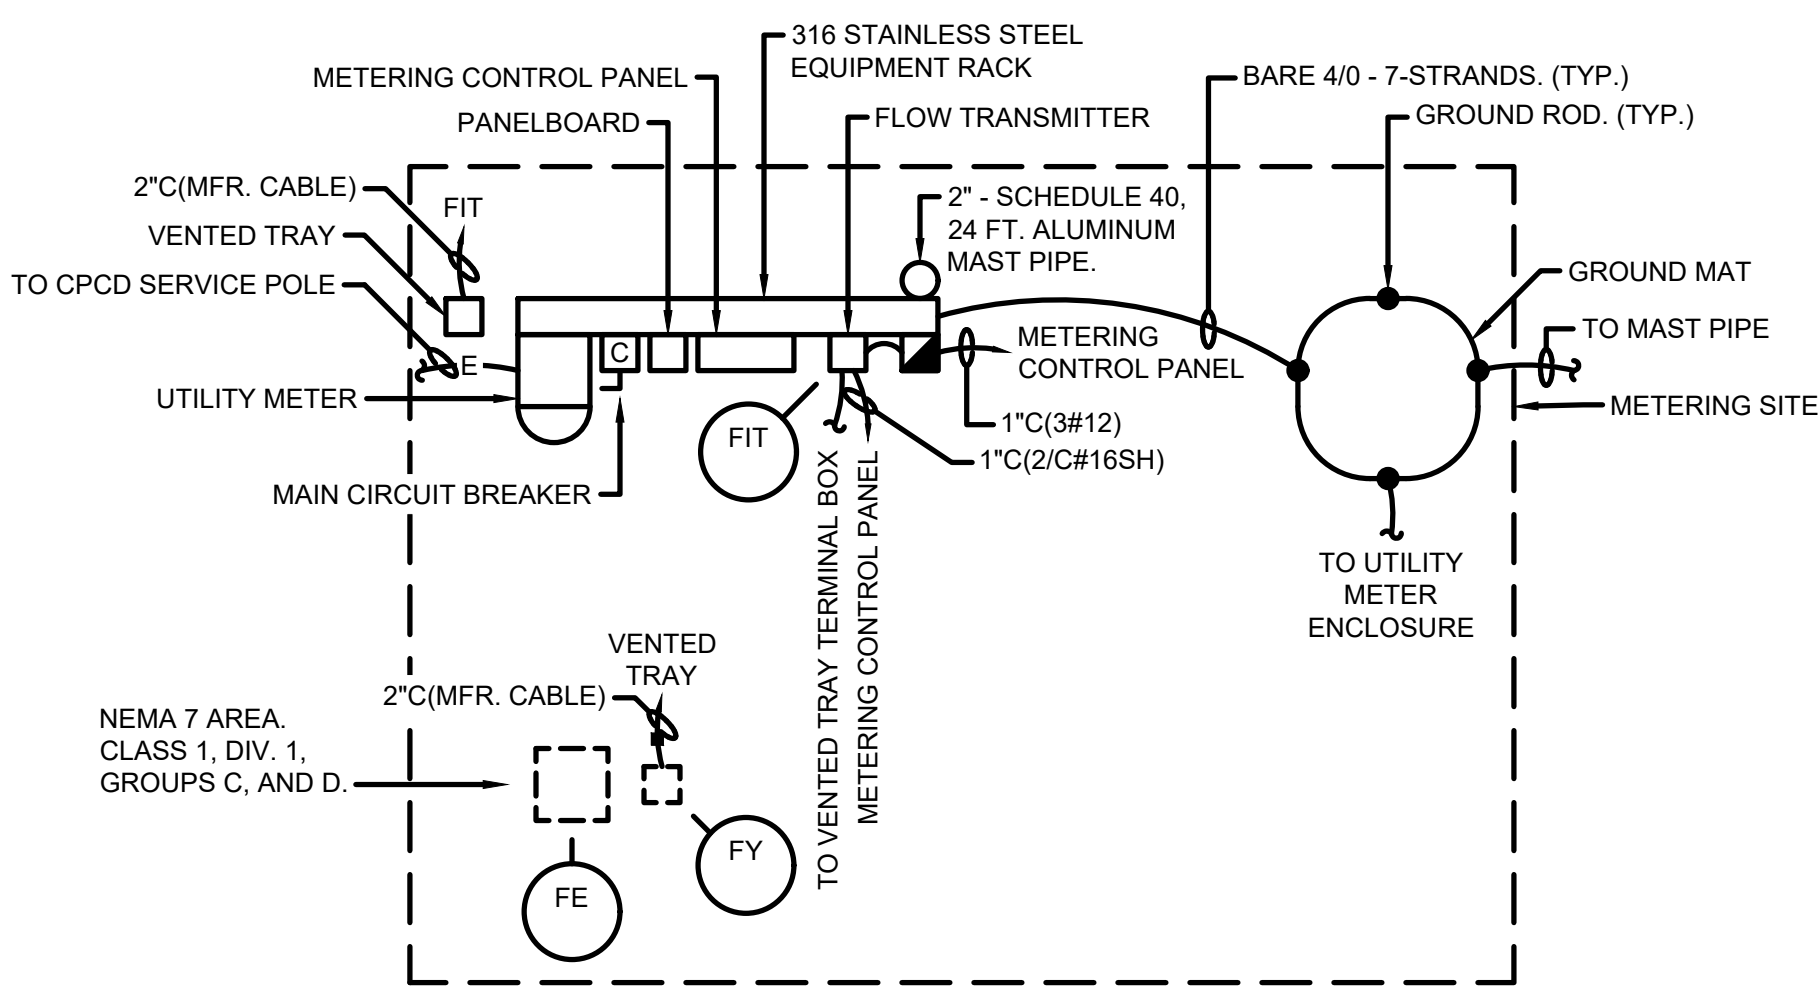 316 STAINLESS STEEL
EQUIPMENT RACK
METERING CONTROL PANEL
BARE 4/0 - 7-STRANDS. (TYP.)
PANELBOARD
FLOW TRANSMITTER
GROUND ROD. (TYP.)
2"C(MFR. CABLE)
FIT
VENTED TRAY
TO CPCD SERVICE POLE
2" - SCHEDULE 40,
24 FT. ALUMINUM
MAST PIPE.
GROUND MAT
TO MAST PIPE
E
C
METERING
CONTROL PANEL
UTILITY METER
METERING SITE
FIT
1"C(3#12)
1"C(2/C#16SH)
MAIN CIRCUIT BREAKER
TO VENTED TRAY TERMINAL BOX
METERING CONTROL PANEL
TO UTILITY
METER
ENCLOSURE
VENTED
TRAY
2"C(MFR. CABLE)
NEMA 7 AREA.
CLASS 1, DIV. 1,
GROUPS C, AND D.
FY
FE